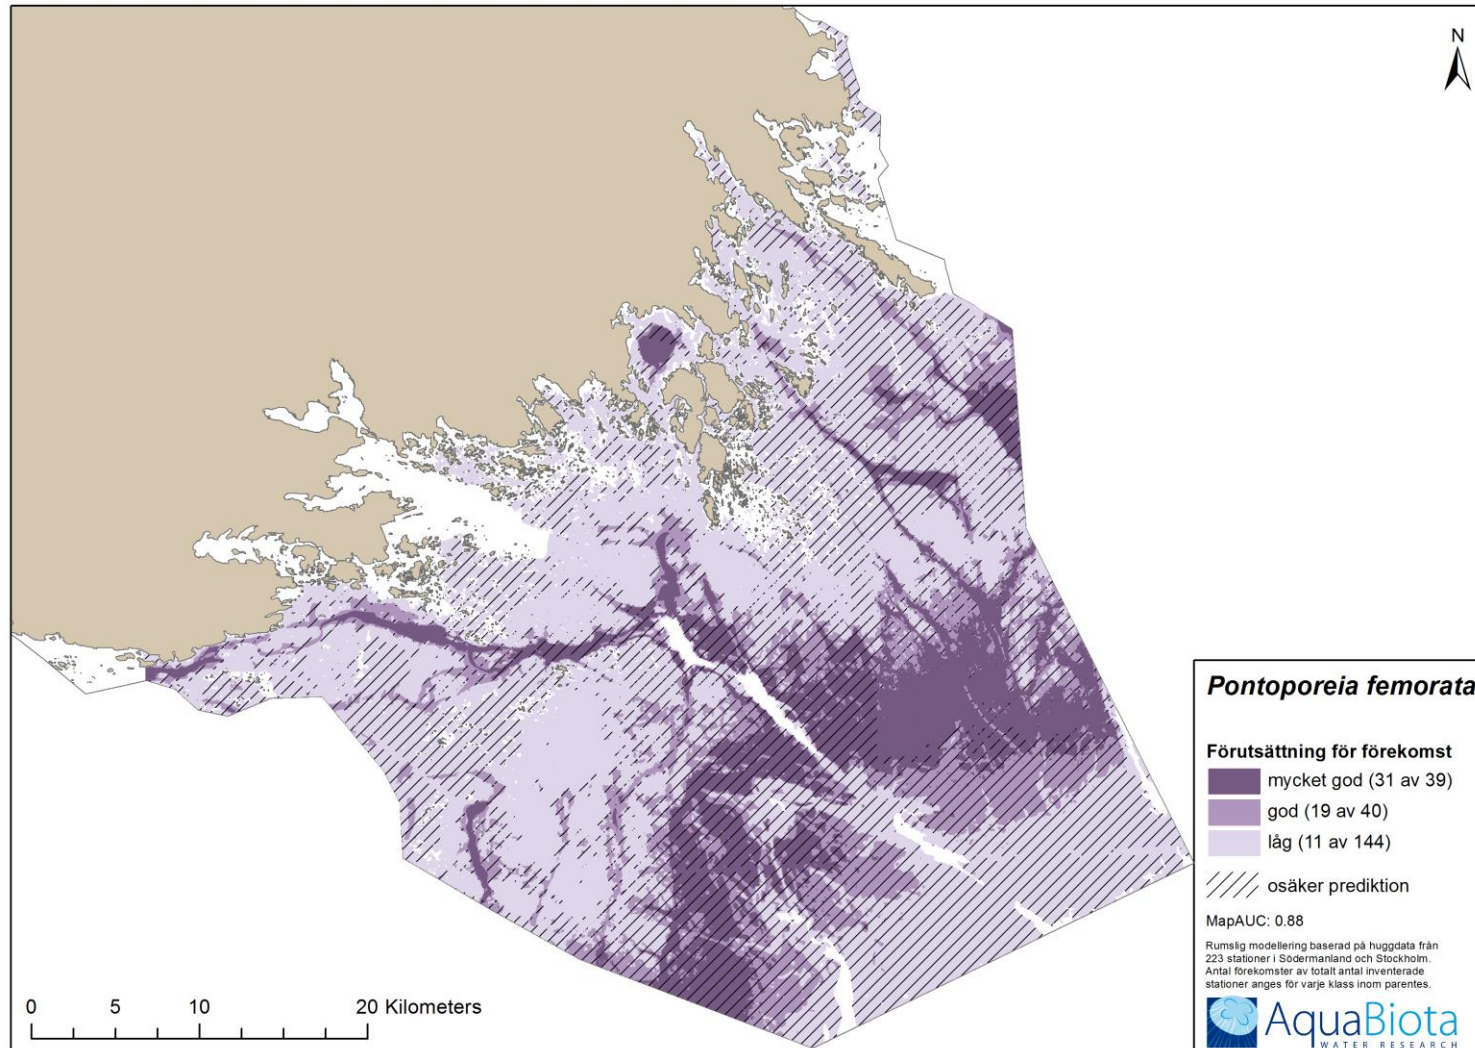 N
Pontoporeia femorata
Förutsättning för förekomst
mycket god (31 av 39)
god (19 av 40)
låg (11 av 144)
osäker prediktion
MapAUC: 0.88
Rumslig modellering baserad på huggdata från
223 stationer i Södermanland och Stockholm.
Antal förekomster av totalt antal inventerade
stationer anges för varje klass inom parentes.
AquaBiota
WATER RESEARCH
0 5 10 20 Kilometers